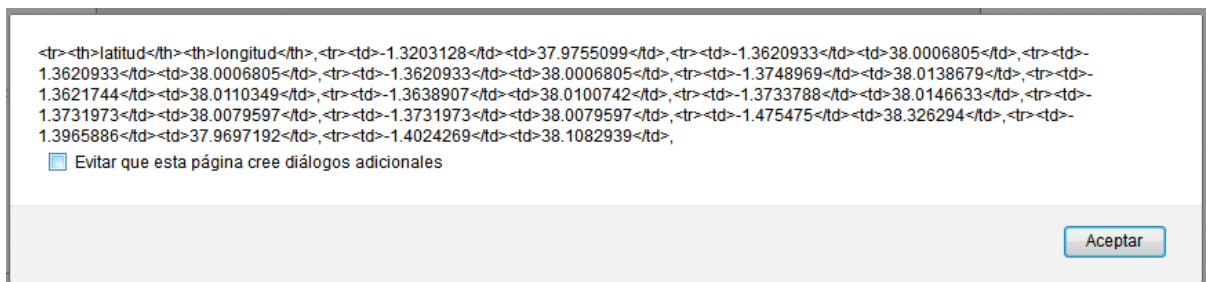 <tr><th>latitud</th><th>longitud</th>,<tr><td>-1.3203128</td><td>37.9755099</td>,<tr><td>-1.3620933</td><td>38.0006805</td>,<tr><td>-
1.3620933</td><td>38.0006805</td>,<tr><td>-1.3620933</td><td>38.0006805</td>,<tr><td>-1.3748969</td><td>38.0138679</td>,<tr><td>-
1.3621744</td><td>38.0110349</td>,<tr><td>-1.3638907</td><td>38.0100742</td>,<tr><td>-1.3733788</td><td>38.0146633</td>,<tr><td>-
1.3731973</td><td>38.0079597</td>,<tr><td>-1.3731973</td><td>38.0079597</td>,<tr><td>-1.475475</td><td>38.326294</td>,<tr><td>-
1.3965886</td><td>37.9697192</td>,<tr><td>-1.4024269</td><td>38.1082939</td>,
Evitar que esta página cree diálogos adicionales
Aceptar